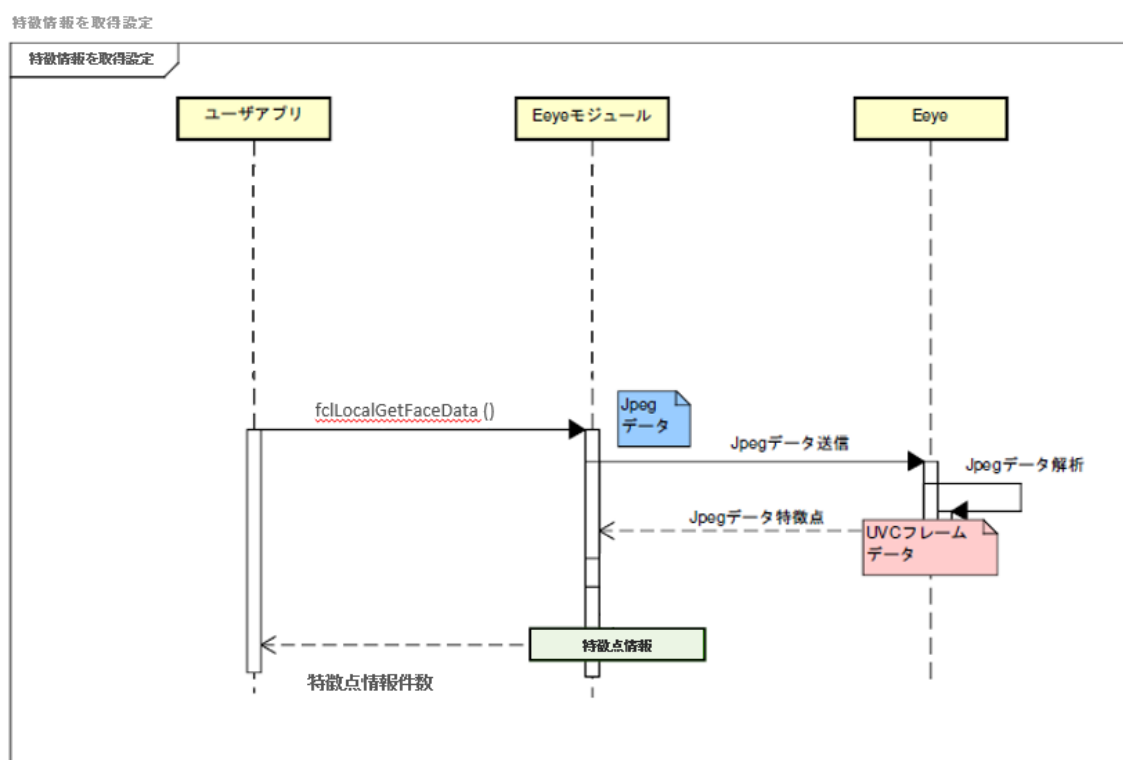 特徴情報を取得設定
特徴情報を取得設定
ユーザアプリ
Eeyeモジュール
Eeye
fclLocalGetFaceData ()
Jpeg
データ
Jpegデータ送信
Jpegデータ解析
Jpegデータ特徴点
UVCフレーム
データ
特徴点情報
特徴点情報件数